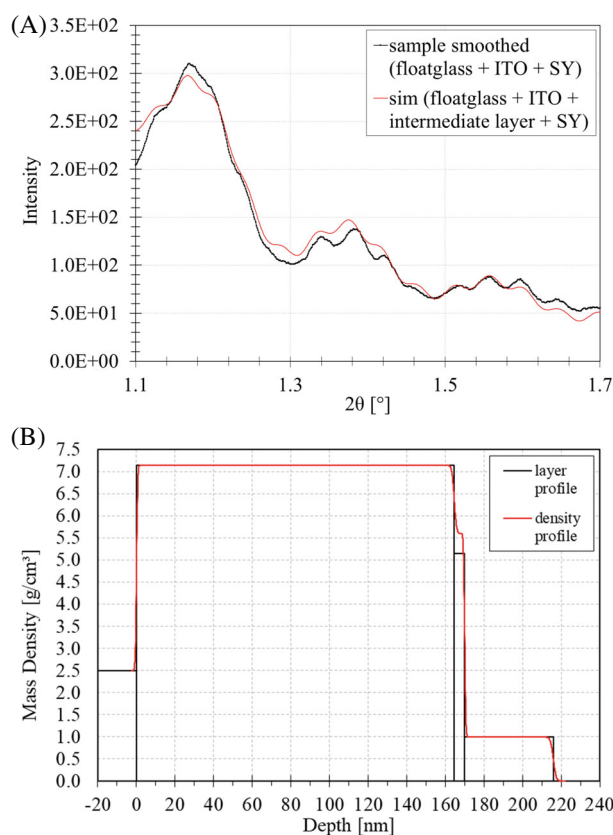 (A)
3.5E+02
3.0E+02
2.5E+02
2.0E+02
1.5E+02
1.0E+02
5.0E+01
0.0E+00
Intensity
sample smoothed
(floatglass + ITO + SY)
sim (floatglass + ITO +
intermediate layer + SY)
1.1 1.3 1.5 1.7
2θ [°]
(B)
7.5
7.0
6.5
6.0
5.5
5.0
4.5
4.0
3.5
3.0
2.5
2.0
1.5
1.0
0.5
0.0
Mass Density [g/cm³]
layer
profile
density
profile
-20 0 20 40 60 80 100 120 140 160 180 200 220 240
Depth [nm]